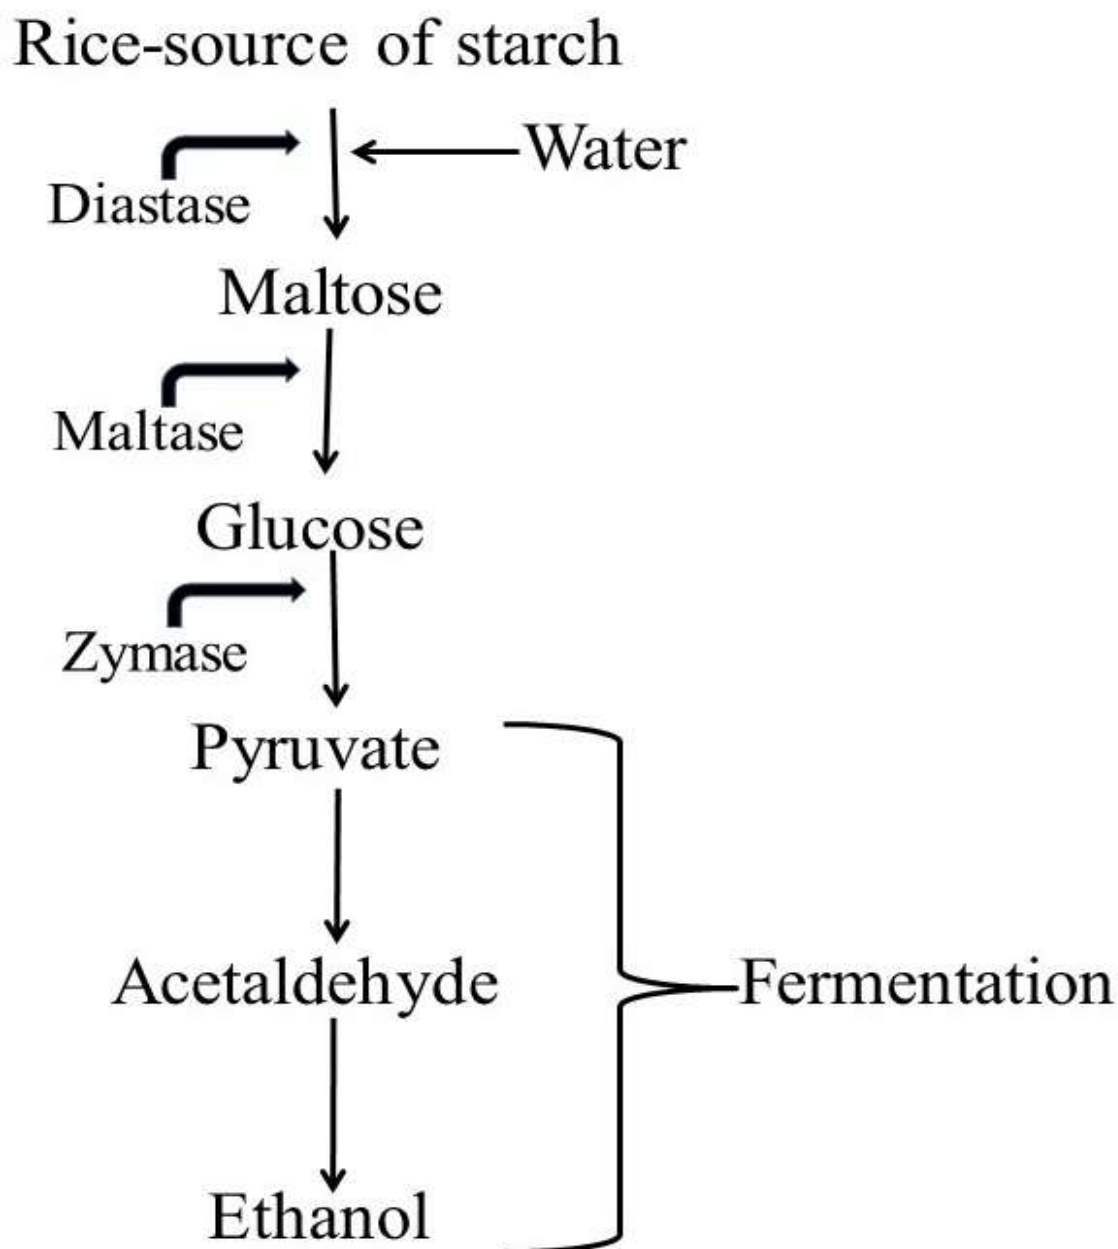 Rice-source of starch
Water
Diastase
Maltose
Maltase
Glucose
Zymase
Pyruvate
Acetaldehyde
Fermentation
Ethanol